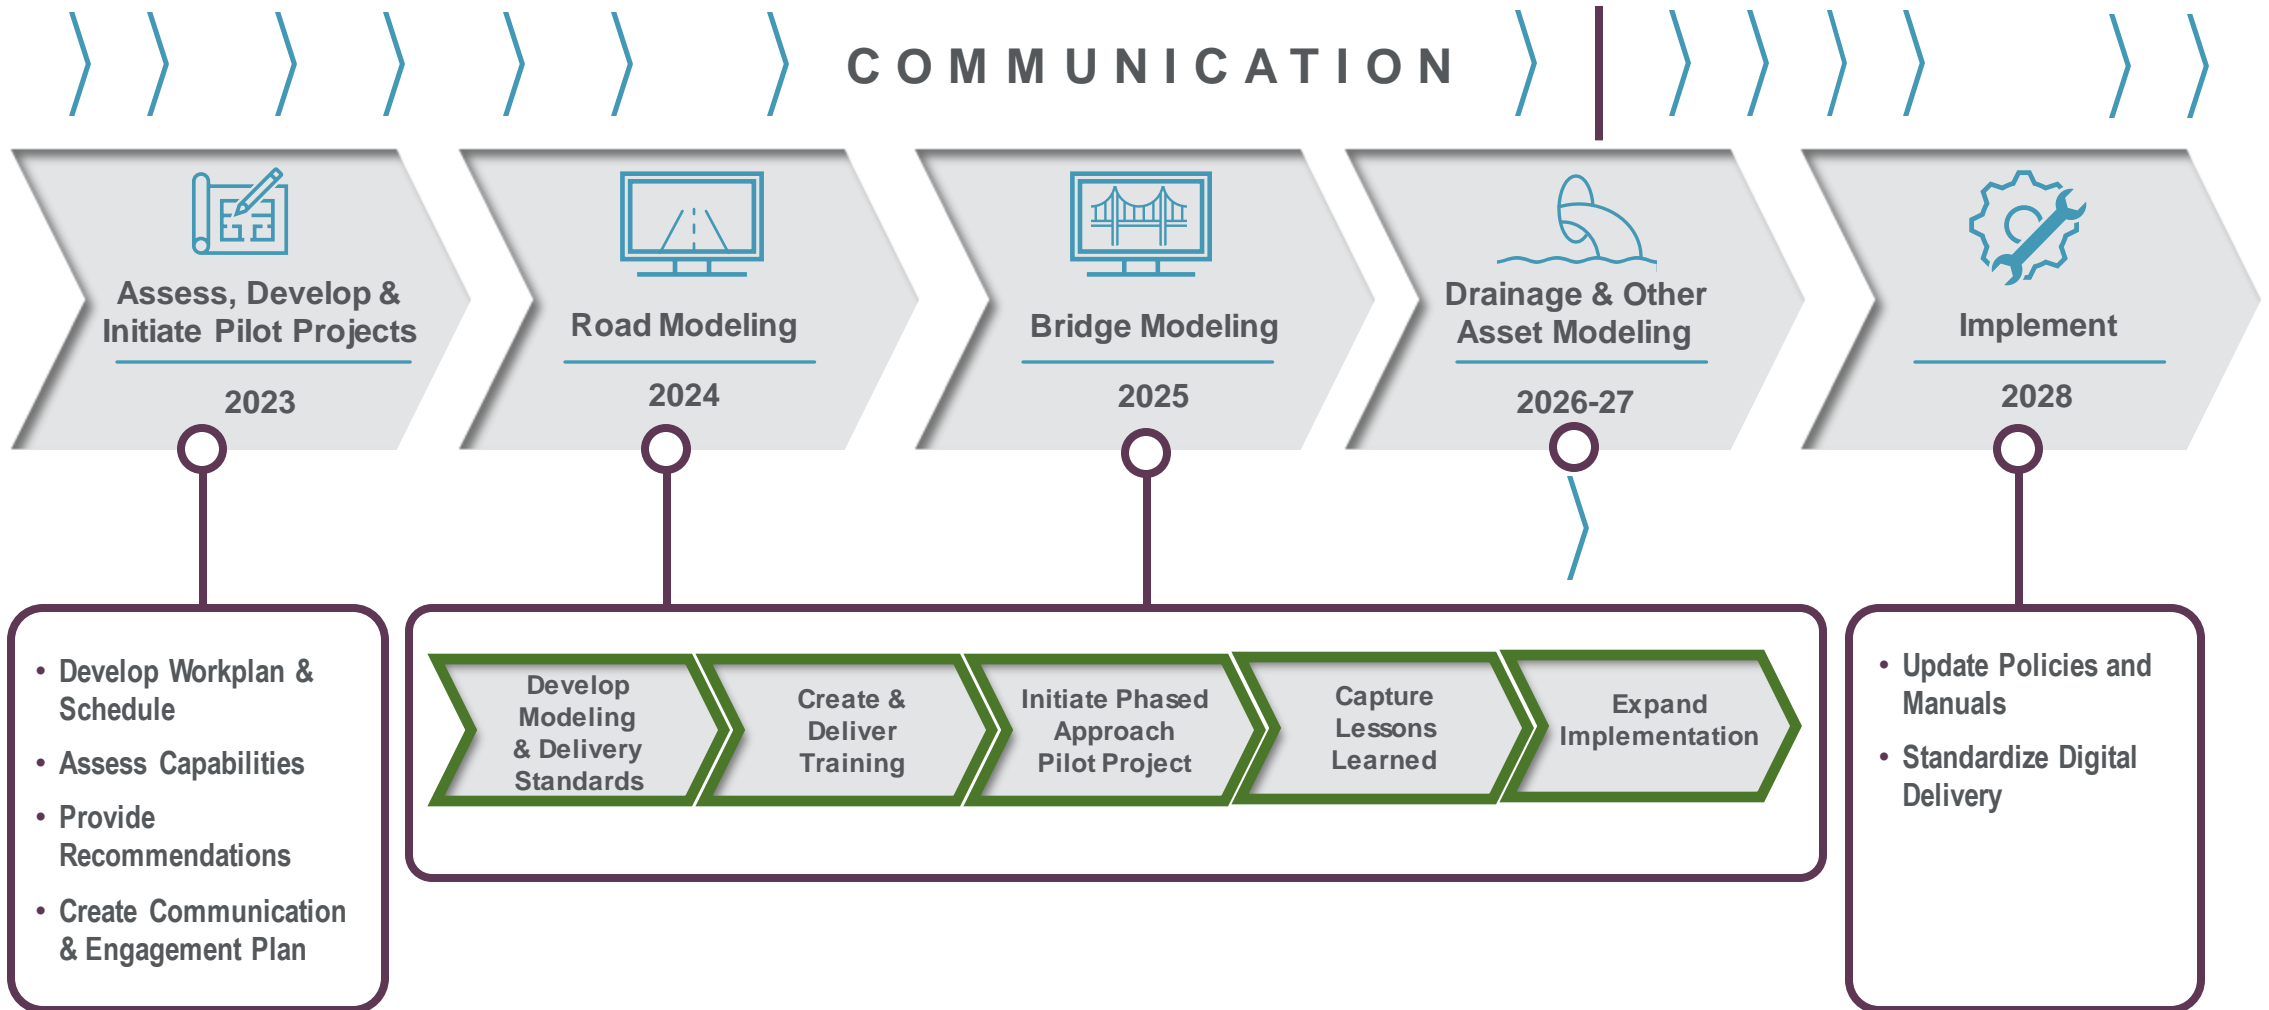 COMMUNICATION
Assess, Develop &
Initiate Pilot Projects
2023
Road Modeling
2024
Bridge Modeling
2025
Drainage & Other
Asset Modeling
2026-27
Implement
2028
• Develop Workplan &
Schedule
• Assess Capabilities
• Provide
Recommendations
• Create Communication
& Engagement Plan
Develop
Modeling
& Delivery
Standards
Create &
Deliver
Training
Initiate Phased
Approach
Pilot Project
Capture
Lessons
Learned
Expand
Implementation
• Update Policies and
Manuals
• Standardize Digital
Delivery